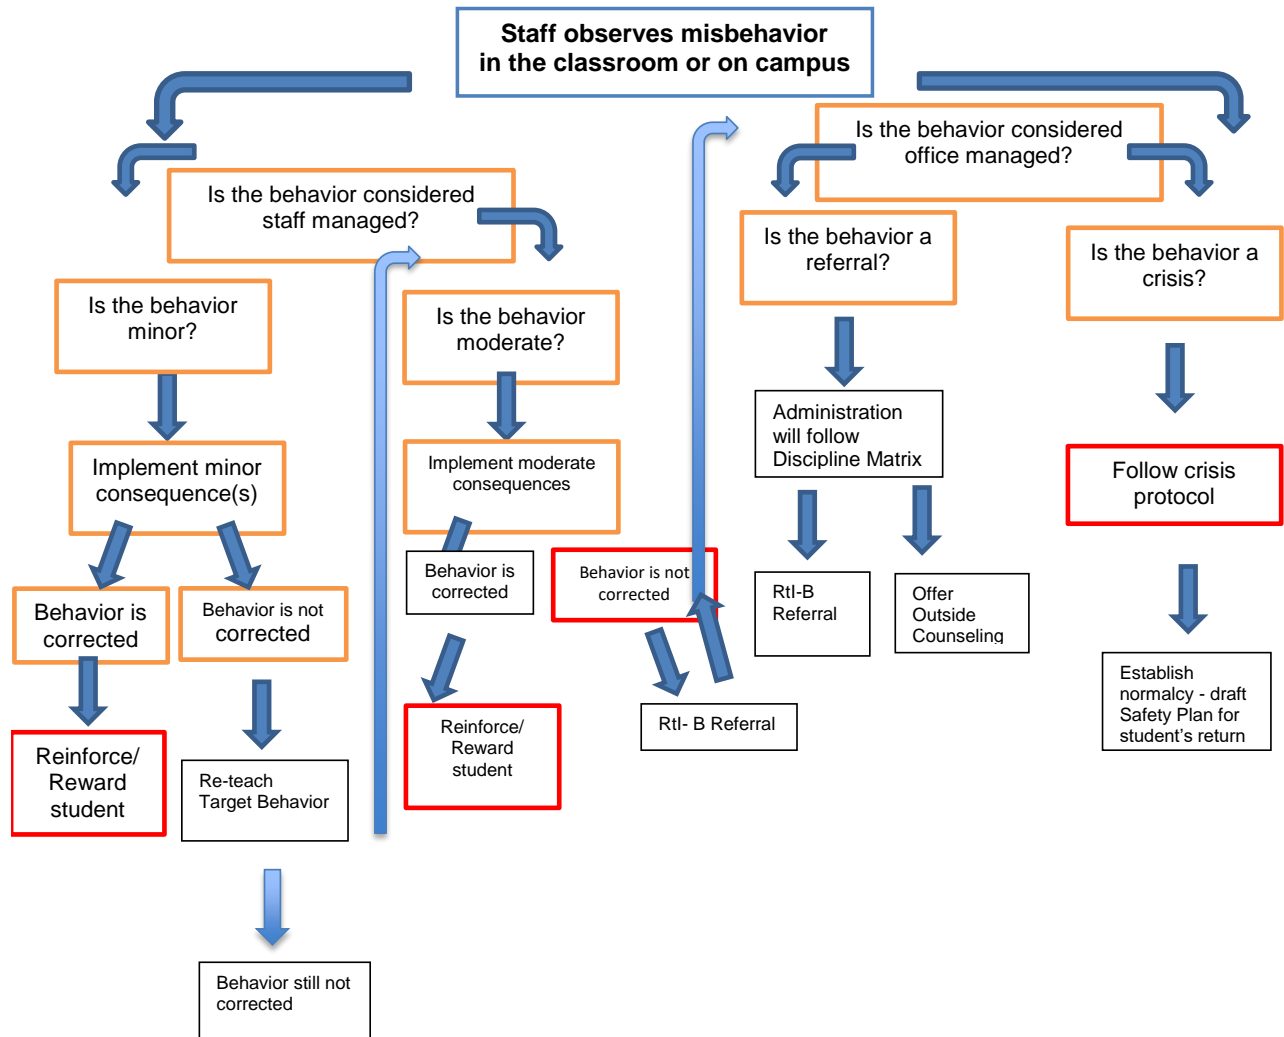 Staff observes misbehavior
in the classroom or on campus
Is the behavior considered
staff managed?
Is the behavior considered
office managed?
Is the behavior
minor?
Is the behavior
moderate?
Is the behavior a
referral?
Is the behavior a
crisis?
Implement minor
consequence(s)
Implement moderate
consequences
Administration
will follow
Discipline Matrix
Follow crisis
protocol
Behavior is
corrected
Behavior is not
corrected
Behavior is
corrected
Behavior is not
corrected
RtI-B
Referral
Offer
Outside
Counseling
Reinforce/
Reward
student
Re-teach
Target Behavior
Reinforce/
Reward
student
RtI- B Referral
Establish
normalcy - draft
Safety Plan for
student's return
Behavior still not
corrected